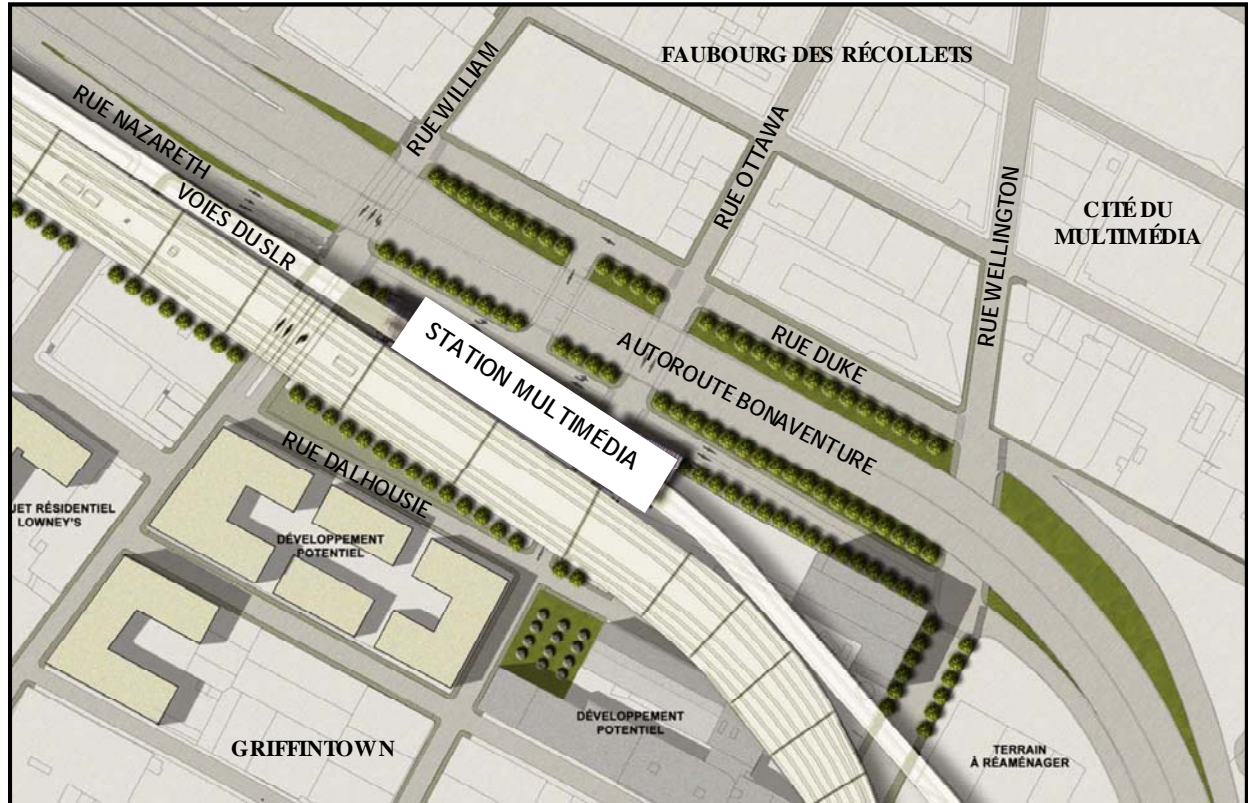 FAUBOURG DES RÉCOLLETS
RUE WILLIAM
RUE NAZARETH
RUE OTTAWA
VOIES DU SLR
RUE WELLINGTON
CITÉ DU
MULTIMÉDIA
STATION MULTIMÉDIA
RUE DUKE
AUTOROUTE BONAVENTURE
RUE DALHOUSIE
JET RÉSIDENTIEL
LOWNEY'S
DÉVELOPPEMENT
POTENTIEL
GRIFFINTOWN
DÉVELOPPEMENT
POTENTIEL
TERRAIN
À RÉAMÉNAGER